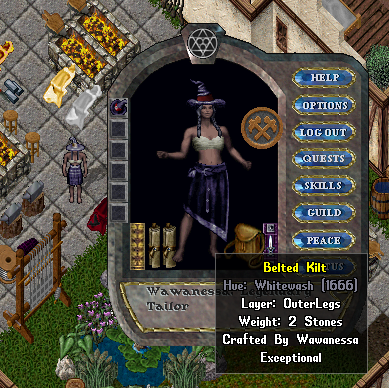 HELP
OPTIONS
LOG OUT
QUESTS
SKILLS
GUILD
PEACE
Wawanessa
Tailor
Belted Kilt
Hue: Whitewash (1666)
Layer: OuterLegs
Weight: 2 Stones
Crafted By Wawanessa
Exceptional